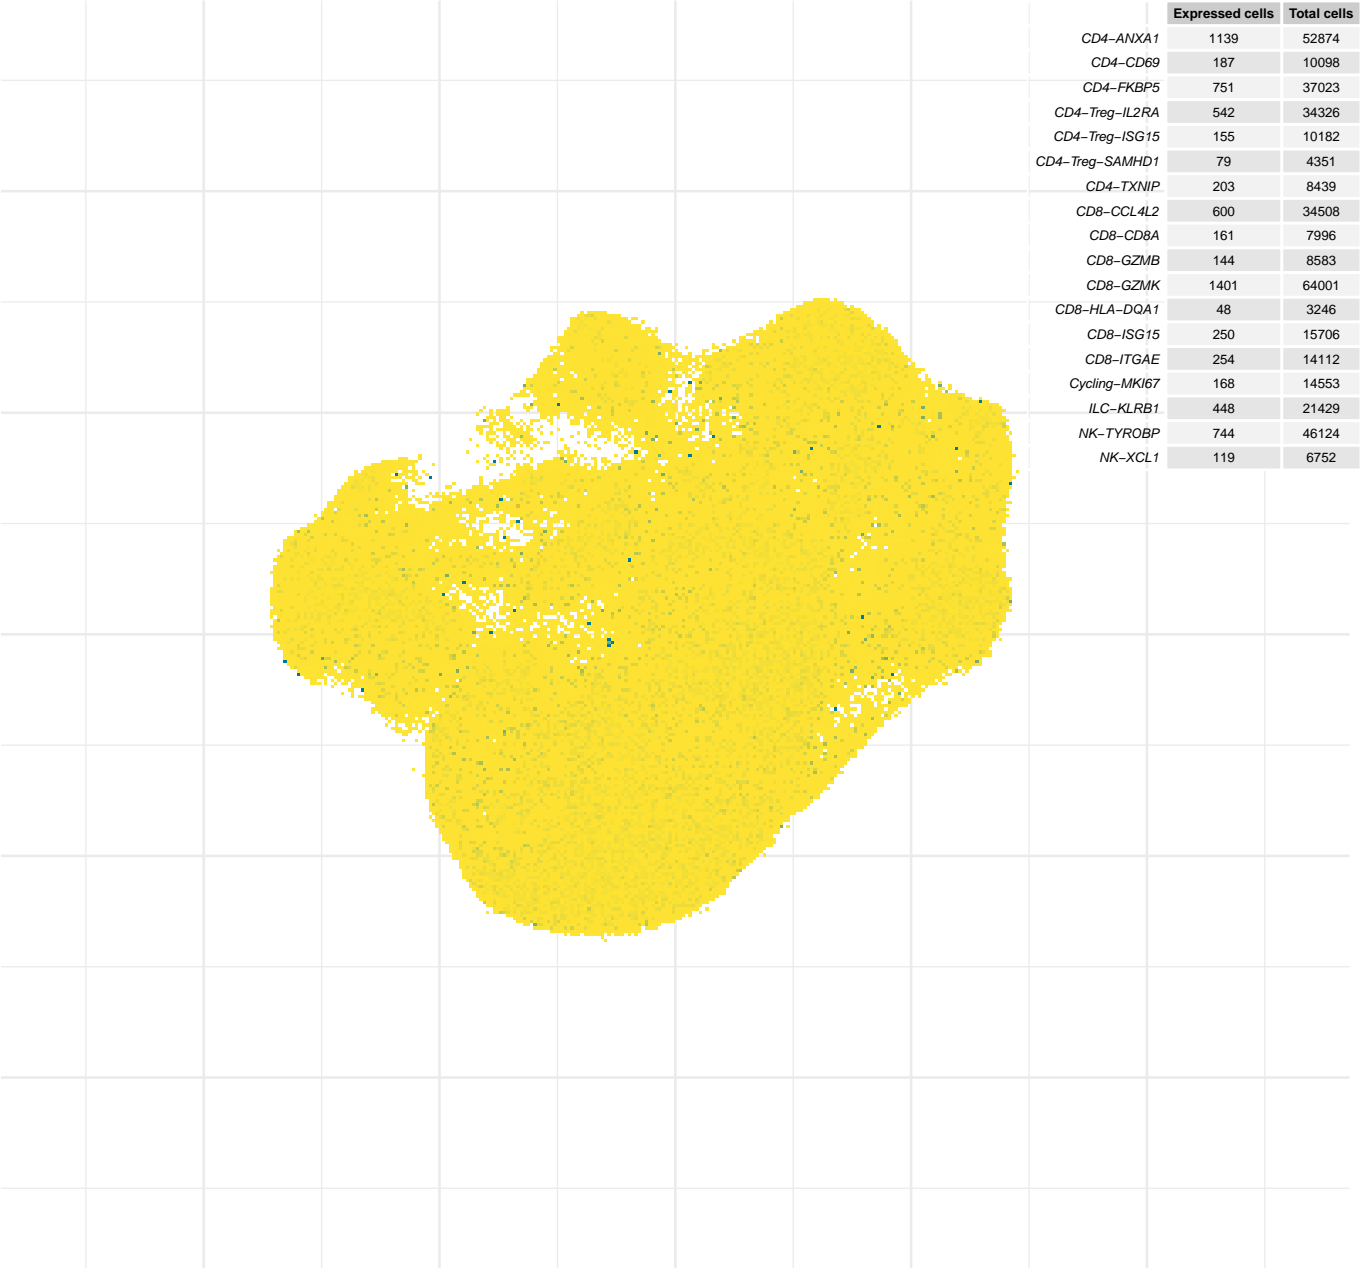 Expressed cells Total cells
CD4−ANXA1 1139 52874
CD4−CD69 187 10098
CD4−FKBP5 751 37023
CD4−Treg−IL2RA 542 34326
CD4−Treg−ISG15 155 10182
CD4−Treg−SAMHD1 79 4351
CD4−TXNIP 203 8439
CD8−CCL4L2 600 34508
CD8−CD8A 161 7996
CD8−GZMB 144 8583
CD8−GZMK 1401 64001
CD8−HLA−DQA1 48 3246
CD8−ISG15 250 15706
CD8−ITGAE 254 14112
Cycling−MKI67 168 14553
ILC−KLRB1 448 21429
NK−TYROBP 744 46124
NK−XCL1 119 6752